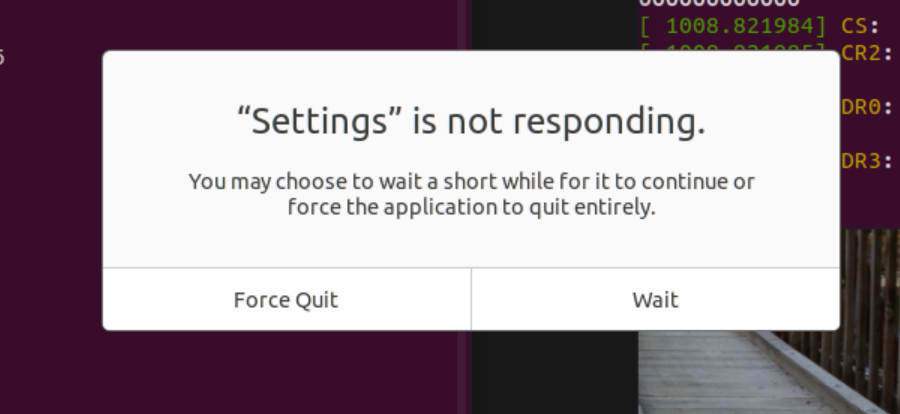 [ 1008.821984] CS:
CR2:
“Settings” is not responding.
DR0:
DR3:
You may choose to wait a short while for it to continue or
force the application to quit entirely.
Force Quit
Wait